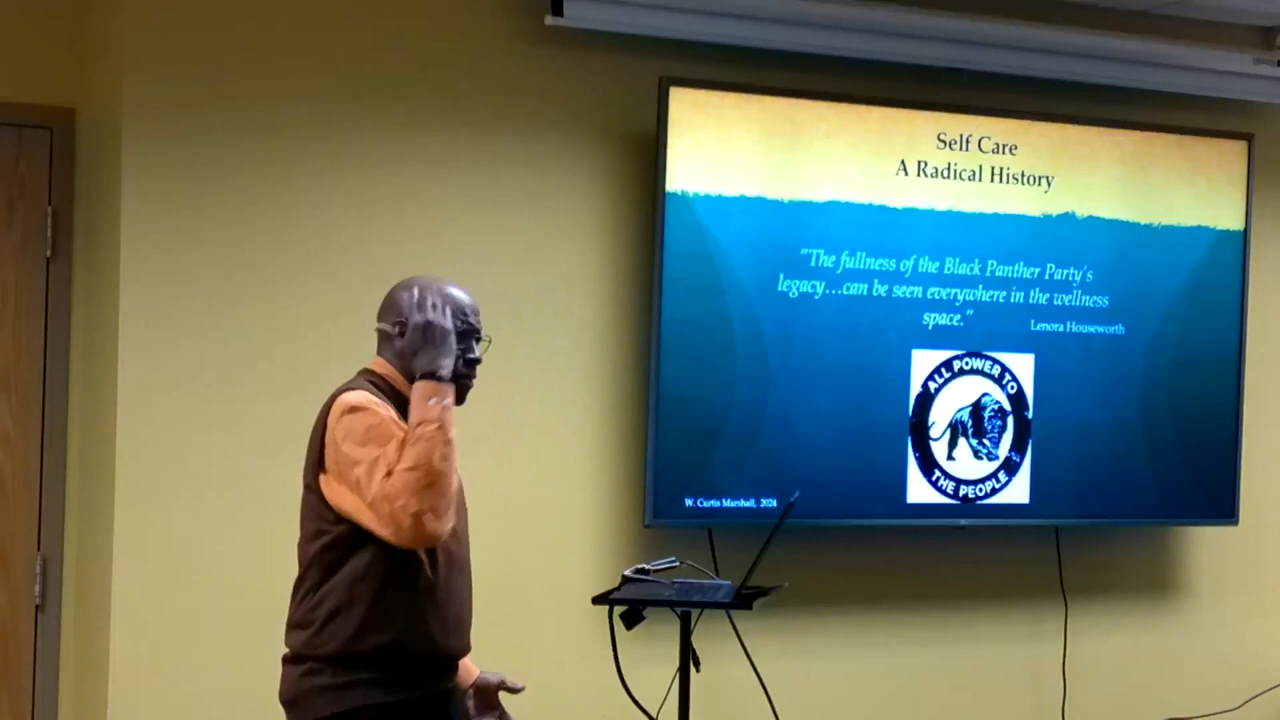 Self Care
A Radical History
"The fullness of the Black Panther Party's
legacy...can be seen everywhere in the wellness
space."
Lenora Houseworth
ALL POWER TO
THE PEOPLE
W. Curtis Marshall, 2024